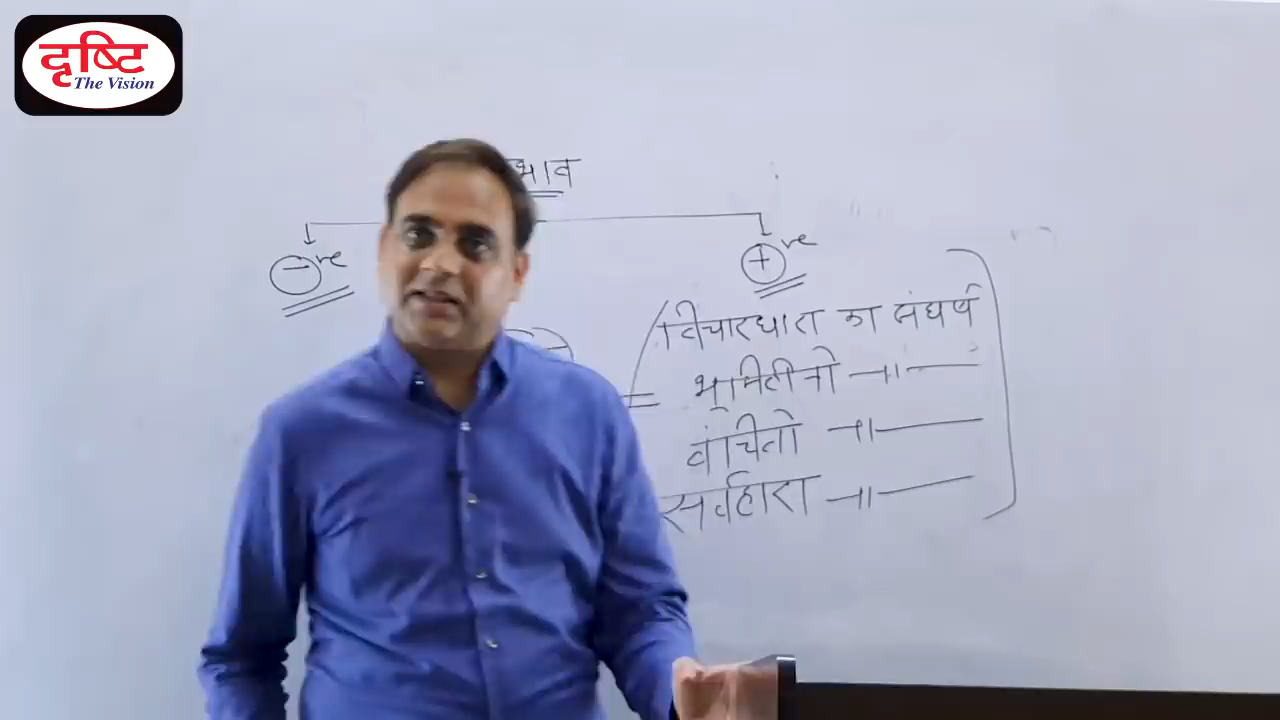 दृष्टि
The Vision
भाव
−ve +ve
विचारधारा का संघर्ष
भूमिहीनो —॥—
वंचितो —॥—
सर्वहारा —॥—